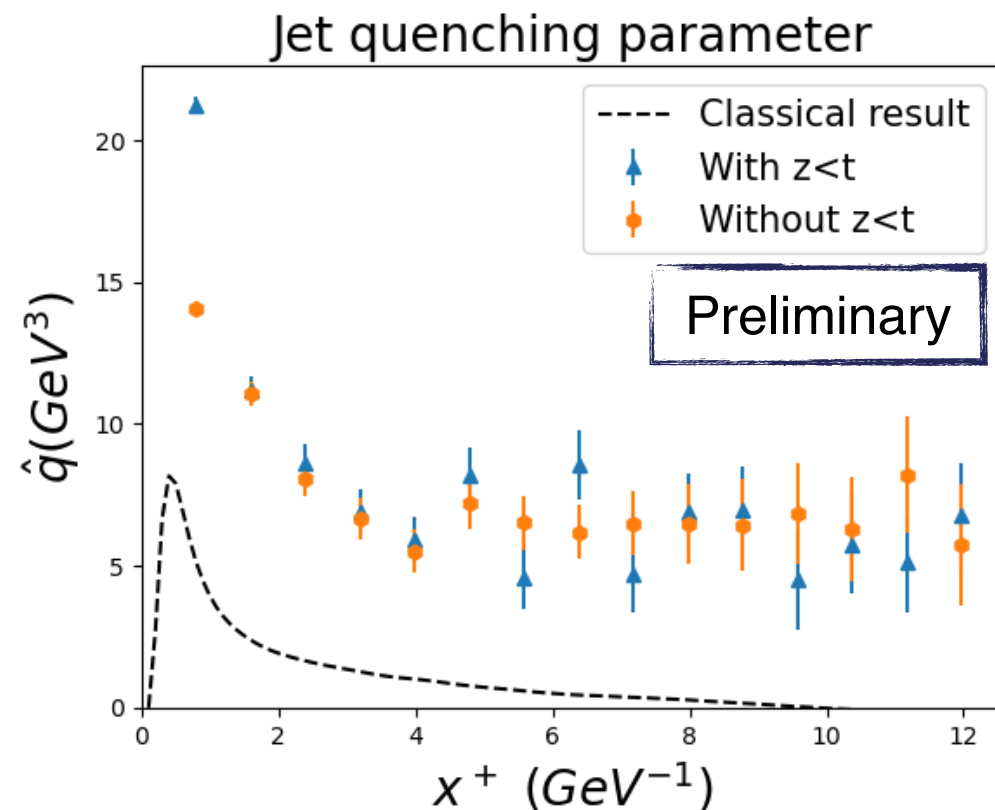 Jet quenching parameter
Classical result
With z<t
Without z<t
Preliminary
q̂(GeV³)
20
15
10
5
0
0 2 4 6 8 10 12
x⁺ (GeV⁻¹)